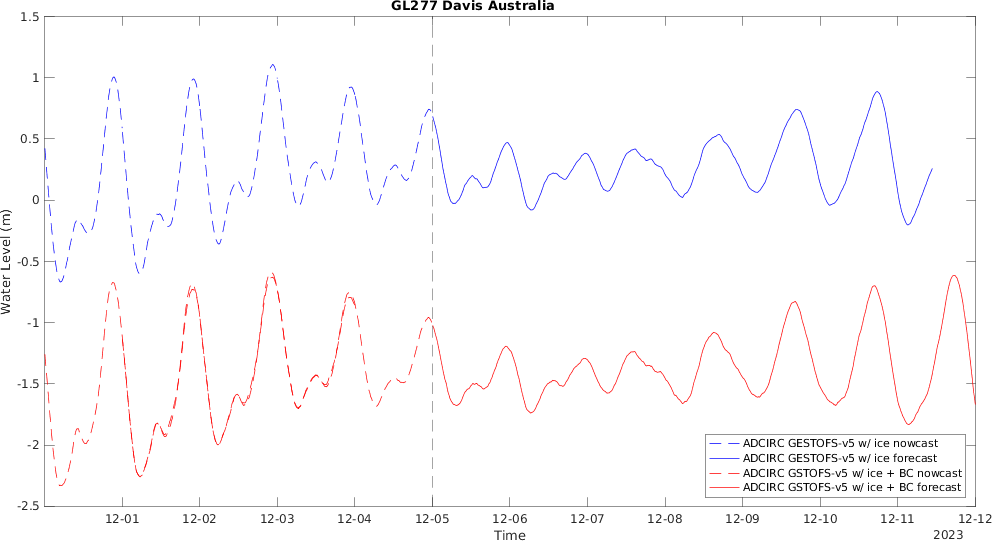 GL277 Davis Australia
1.5
1
0.5
0
-0.5
-1
-1.5
-2
-2.5
Water Level (m)
ADCIRC GESTOFS-v5 w/ ice nowcast
ADCIRC GESTOFS-v5 w/ ice forecast
ADCIRC GSTOFS-v5 w/ ice + BC nowcast
ADCIRC GSTOFS-v5 w/ ice + BC forecast
12-01 12-02 12-03 12-04 12-05 12-06 12-07 12-08 12-09 12-10 12-11 12-12
Time
2023